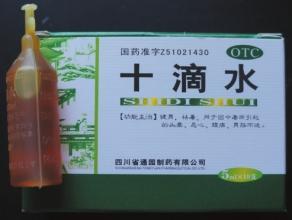 国药准字Z51021430
OTC
十滴水
SHIDI SHUI
【功能主治】健胃，祛暑。用于因中暑而引起
的头晕、恶心、腹痛、胃肠不适。
四川省通园制药有限公司